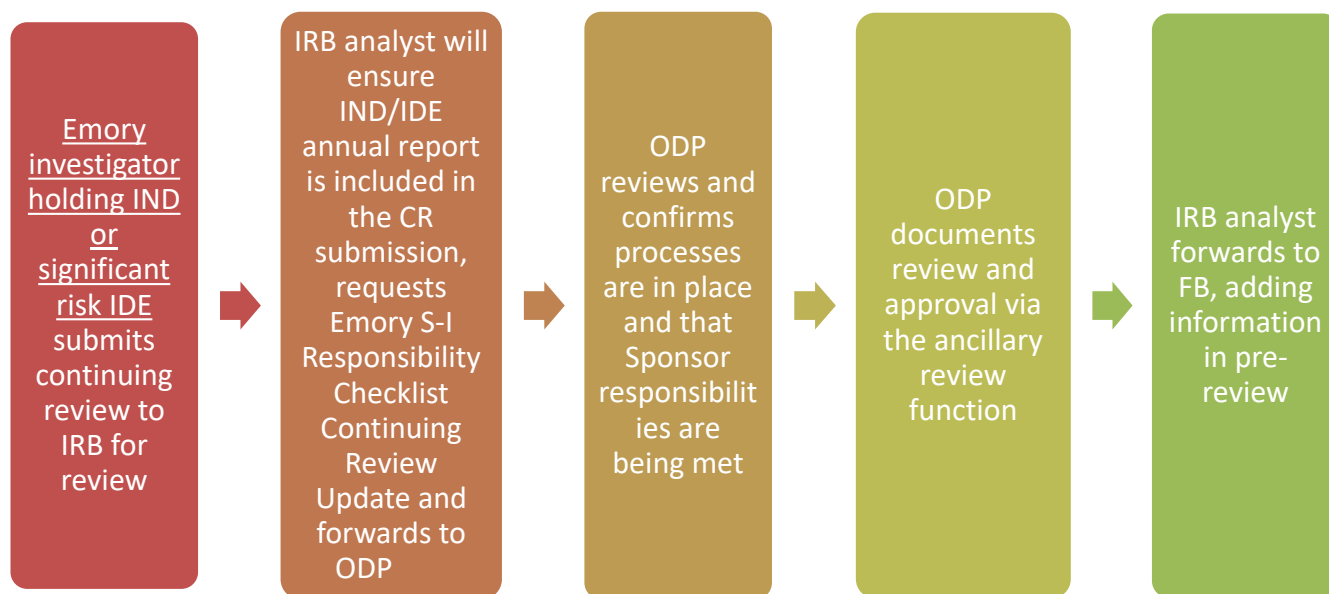 Emory
investigator
holding IND
or
significant
risk IDE
submits
continuing
review to
IRB for
review
IRB analyst will
ensure
IND/IDE
annual report
is included in
the CR
submission,
requests
Emory S-I
Responsibility
Checklist
Continuing
Review
Update and
forwards to
ODP
ODP
reviews and
confirms
processes
are in place
and that
Sponsor
responsibilit
ies are
being met
ODP
documents
review and
approval via
the ancillary
review
function
IRB analyst
forwards to
FB, adding
information
in pre-
review